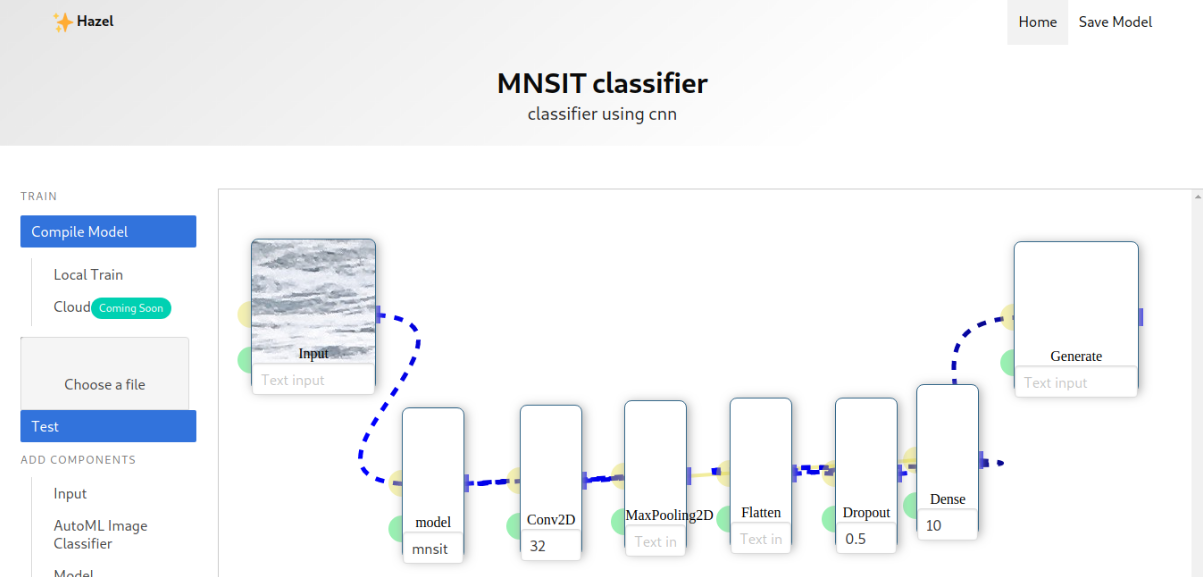 ✨ Hazel
Home
Save Model
MNSIT classifier
classifier using cnn
TRAIN
Compile Model
Local Train
Cloud Coming Soon
Choose a file
Test
ADD COMPONENTS
Input
AutoML Image
Classifier
Model
Input
Text input
model
mnsit
Conv2D
32
MaxPooling2D
Text in
Flatten
Text in
Dropout
0.5
Dense
10
Generate
Text input